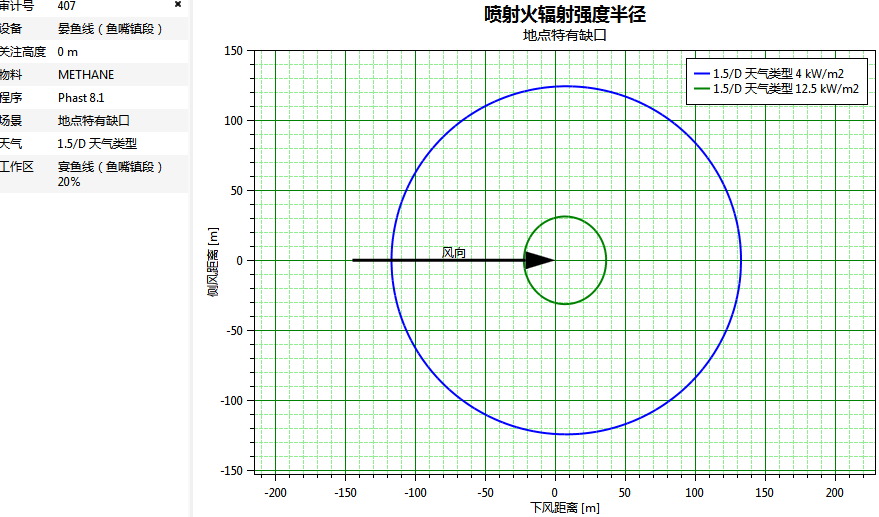 审计号 407
设备 晏鱼线（鱼嘴镇段）
关注高度 0 m
物料 METHANE
程序 Phast 8.1
场景 地点特有缺口
天气 1.5/D 天气类型
工作区 宴鱼线（鱼嘴镇段）
20%
喷射火辐射强度半径
地点特有缺口
1.5/D 天气类型 4 kW/m2
1.5/D 天气类型 12.5 kW/m2
150
100
50
0
-50
-100
-150
侧风距离 [m]
风向
-200 -150 -100 -50 0 50 100 150 200
下风距离 [m]